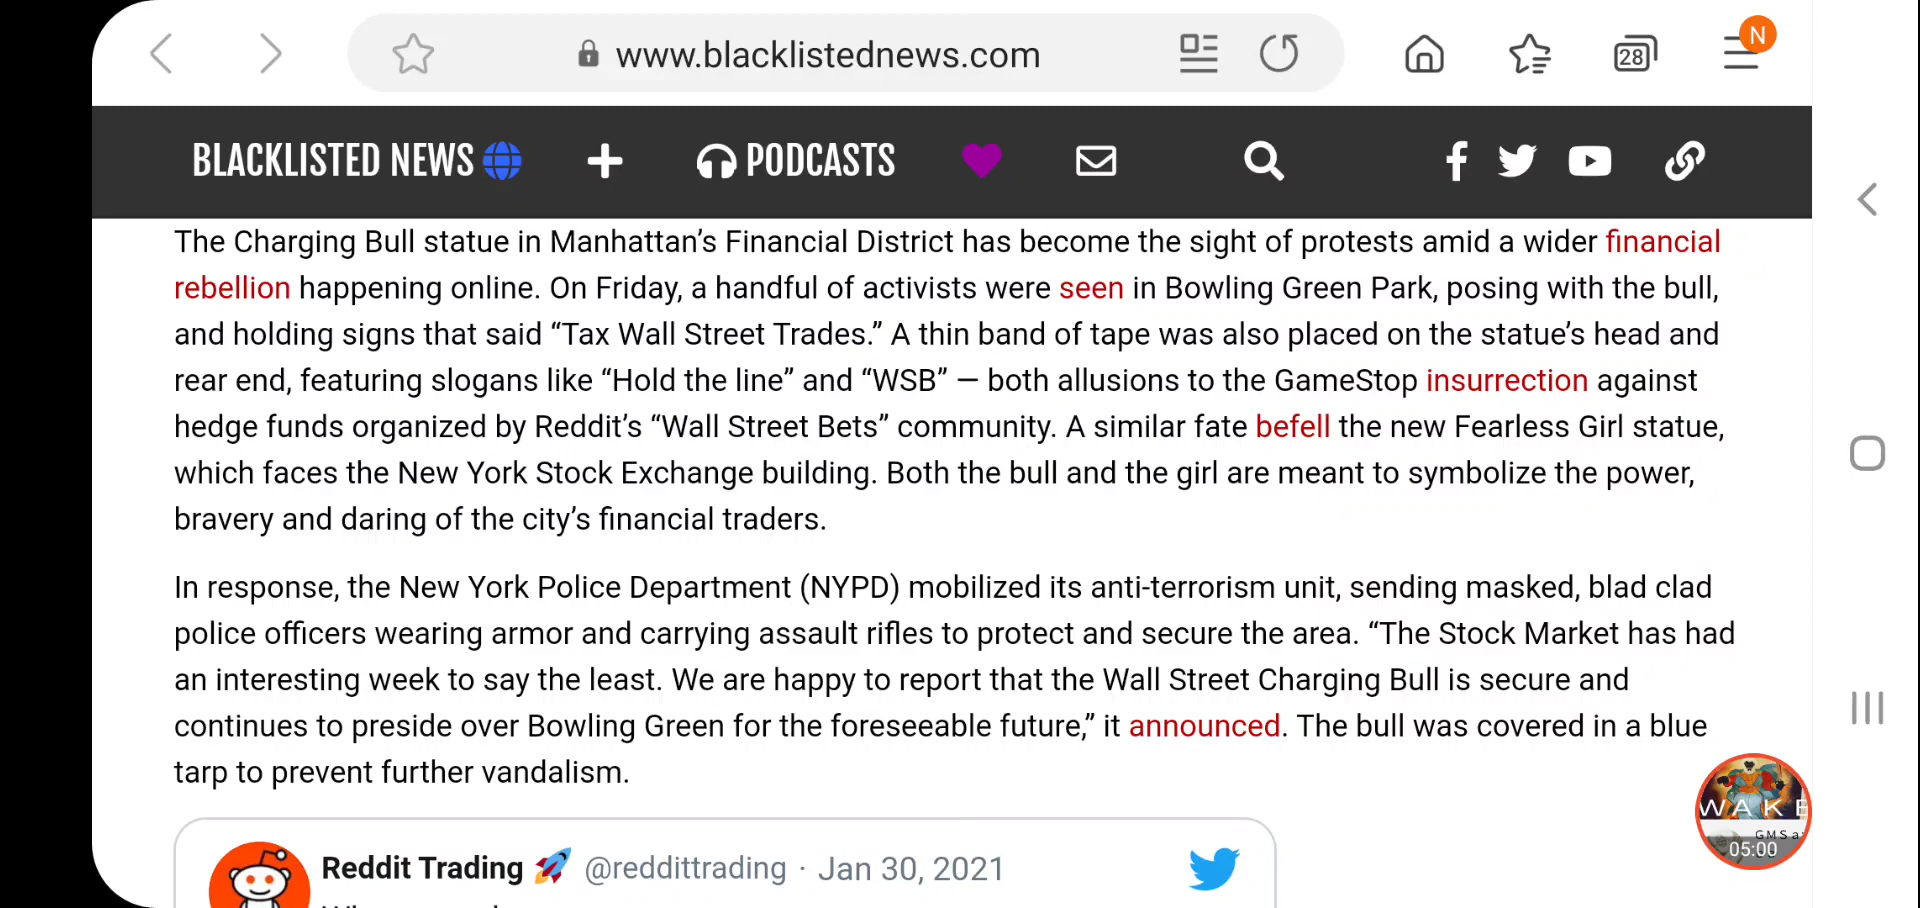 www.blacklistednews.com
28
N
BLACKLISTED NEWS
PODCASTS
The Charging Bull statue in Manhattan’s Financial District has become the sight of protests amid a wider financial
rebellion happening online. On Friday, a handful of activists were seen in Bowling Green Park, posing with the bull,
and holding signs that said “Tax Wall Street Trades.” A thin band of tape was also placed on the statue’s head and
rear end, featuring slogans like “Hold the line” and “WSB” — both allusions to the GameStop insurrection against
hedge funds organized by Reddit’s “Wall Street Bets” community. A similar fate befell the new Fearless Girl statue,
which faces the New York Stock Exchange building. Both the bull and the girl are meant to symbolize the power,
bravery and daring of the city’s financial traders.
In response, the New York Police Department (NYPD) mobilized its anti-terrorism unit, sending masked, blad clad
police officers wearing armor and carrying assault rifles to protect and secure the area. “The Stock Market has had
an interesting week to say the least. We are happy to report that the Wall Street Charging Bull is secure and
continues to preside over Bowling Green for the foreseeable future,” it announced. The bull was covered in a blue
tarp to prevent further vandalism.
WAKE
GMSa
05:00
Reddit Trading 🚀 @reddittrading · Jan 30, 2021